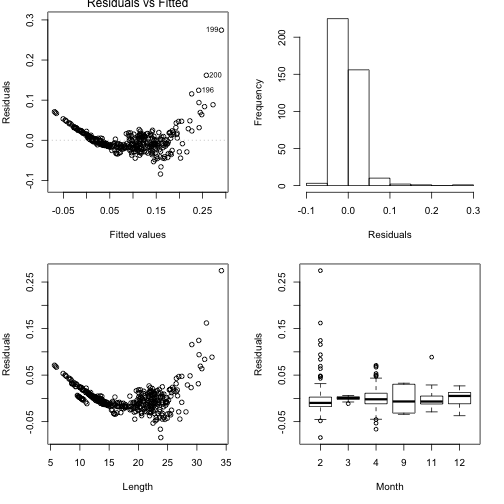 Residuals vs Fitted
Residuals
0.3
0.2
0.1
0.0
-0.1
199
200
196
-0.05 0.05 0.15 0.25
Fitted values
Frequency
200
150
100
50
0
-0.1 0.0 0.1 0.2 0.3
Residuals
Residuals
0.25
0.15
0.05
-0.05
5 10 15 20 25 30 35
Length
Residuals
0.25
0.15
0.05
-0.05
2 3 4 9 11 12
Month